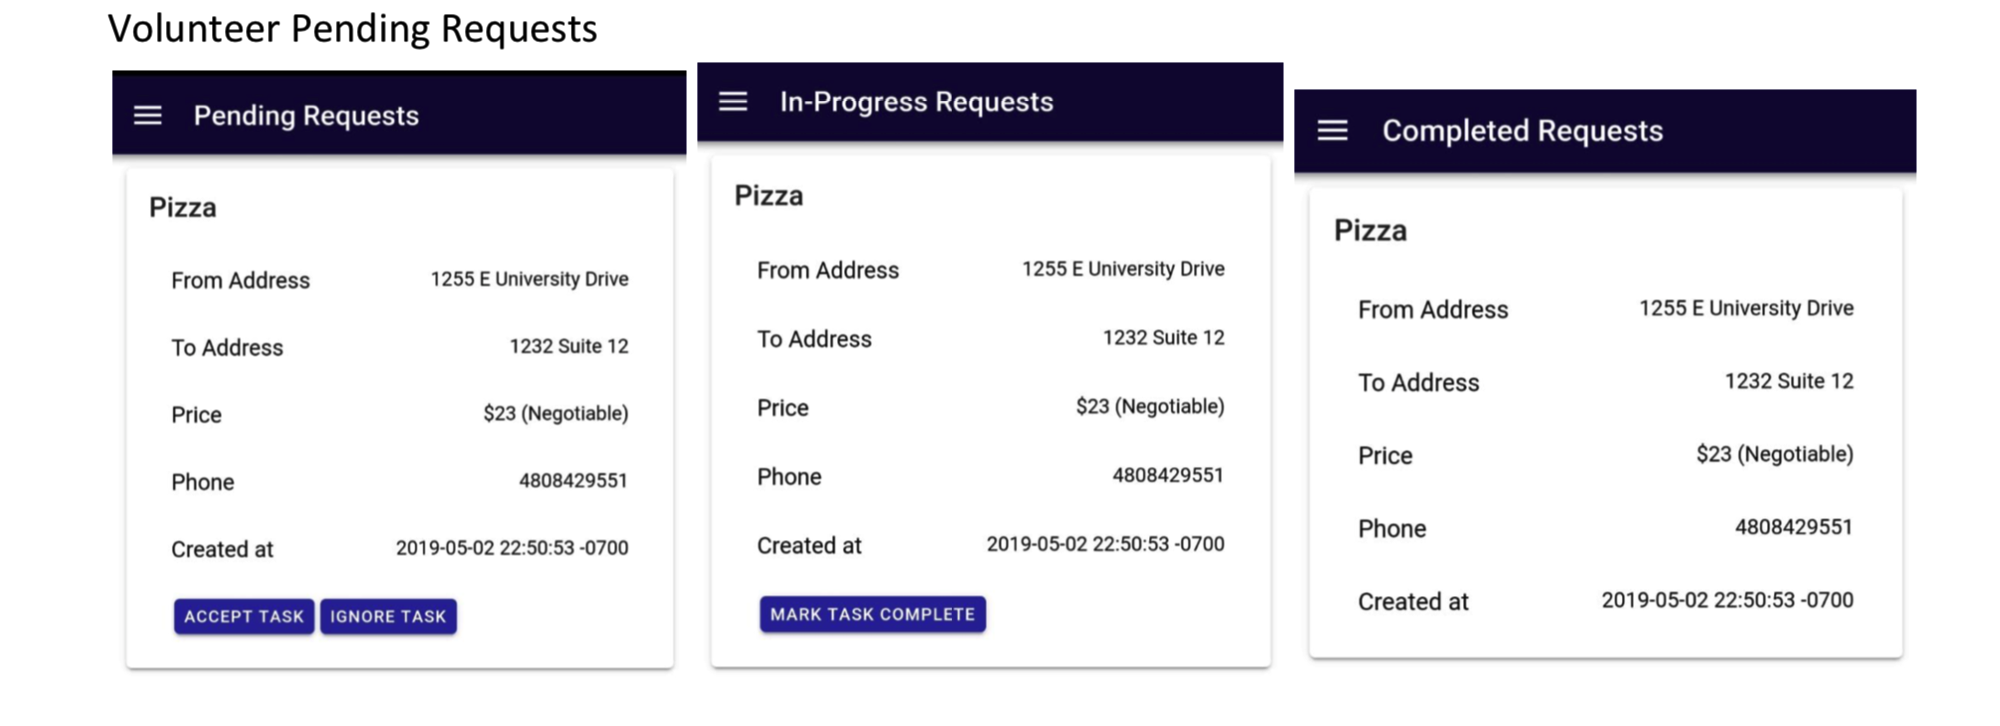 Volunteer Pending Requests
Pending Requests
Pizza
From Address 1255 E University Drive
To Address 1232 Suite 12
Price $23 (Negotiable)
Phone 4808429551
Created at 2019-05-02 22:50:53 -0700
ACCEPT TASK IGNORE TASK
In-Progress Requests
Pizza
From Address 1255 E University Drive
To Address 1232 Suite 12
Price $23 (Negotiable)
Phone 4808429551
Created at 2019-05-02 22:50:53 -0700
MARK TASK COMPLETE
Completed Requests
Pizza
From Address 1255 E University Drive
To Address 1232 Suite 12
Price $23 (Negotiable)
Phone 4808429551
Created at 2019-05-02 22:50:53 -0700